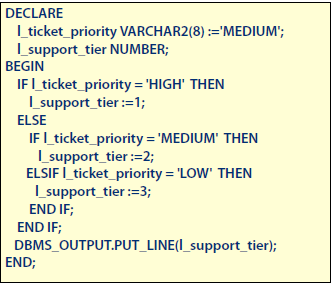 DECLARE
l_ticket_priority VARCHAR2(8) :='MEDIUM';
l_support_tier NUMBER;
BEGIN
IF l_ticket_priority = 'HIGH' THEN
l_support_tier :=1;
ELSE
IF l_ticket_priority = 'MEDIUM' THEN
l_support_tier :=2;
ELSIF l_ticket_priority = 'LOW' THEN
l_support_tier :=3;
END IF;
END IF;
DBMS_OUTPUT.PUT_LINE(l_support_tier);
END;